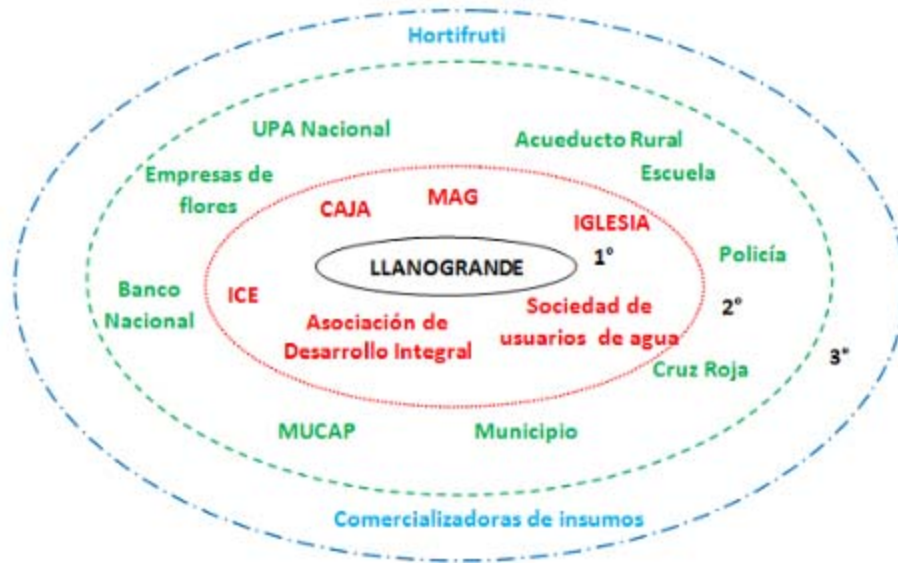 Hortifruti
UPA Nacional
Acueducto Rural
Escuela
Empresas de
flores
CAJA
MAG
IGLESIA
LLANOGRANDE
1°
Policía
Banco
Nacional
ICE
2°
Asociación de
Desarrollo Integral
Sociedad de
usuarios de agua
3°
Cruz Roja
MUCAP
Municipio
Comercializadoras de insumos